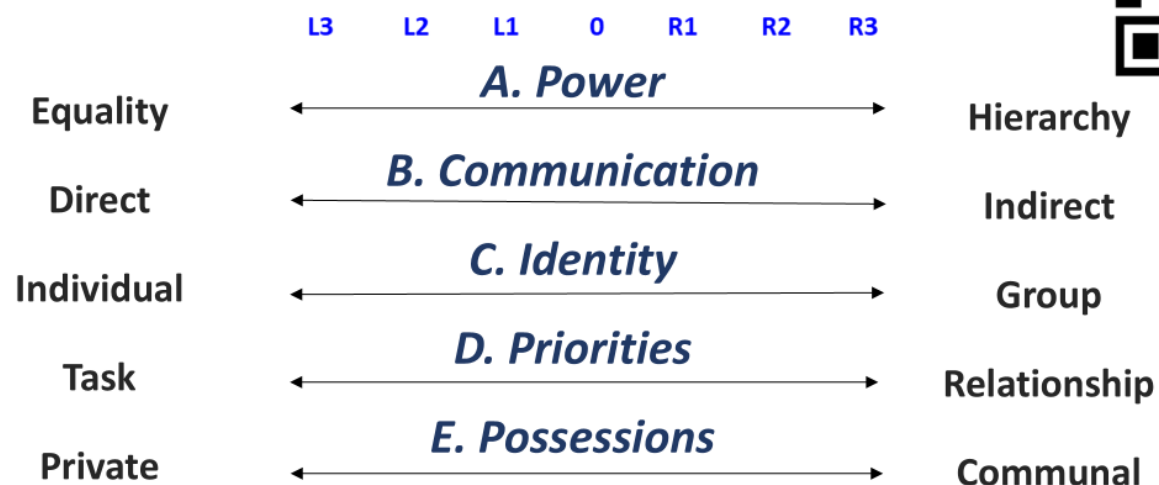 L3 L2 L1 0 R1 R2 R3
A. Power
Equality Hierarchy
B. Communication
Direct Indirect
C. Identity
Individual Group
D. Priorities
Task Relationship
E. Possessions
Private Communal